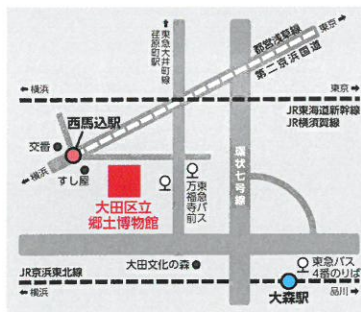 東急大井町線
荏原町駅
都営浅草線
第二京浜国道
東京
横浜
東京
JR東海道新幹線
JR横須賀線
西馬込駅
交番
横浜
すし屋
大田区立
郷土博物館
東急バス
万福寺前
環状七号線
東急バス
4番のりば
大田文化の森
JR京浜東北線
横浜
品川
大森駅